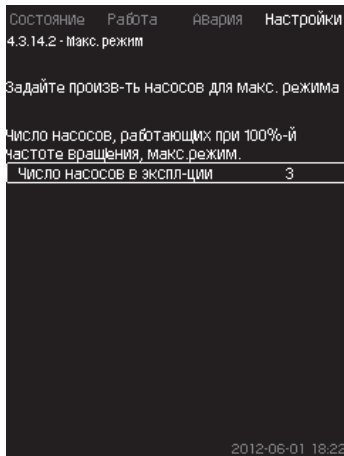 Состояние Работа Авария Настройки
4.3.14.2 - Макс. режим
Задайте произв-ть насосов для макс. режима
Число насосов, работающих при 100%-й
частоте вращения, макс.режим.
Число насосов в экспл-ции 3
2012-06-01 18:22